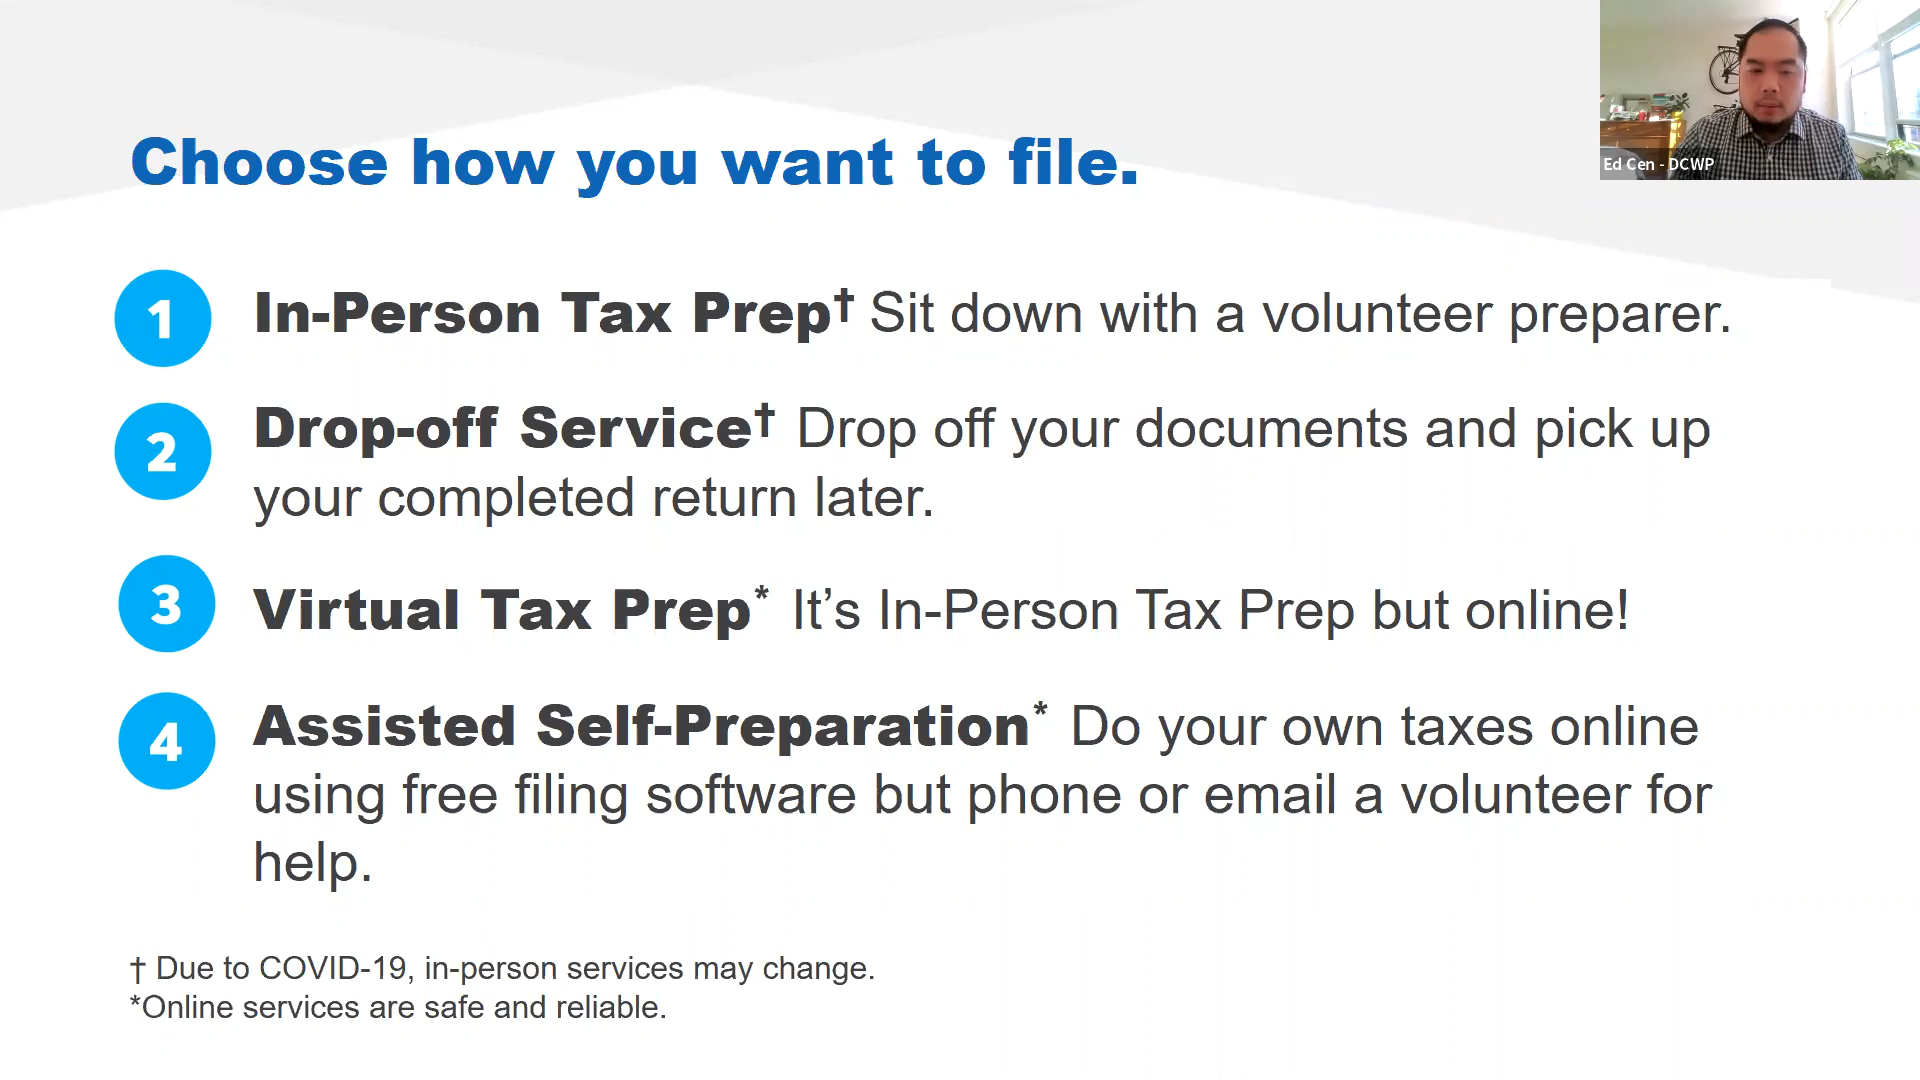 Choose how you want to file.
Ed Cen - DCWP
1
In-Person Tax Prep† Sit down with a volunteer preparer.
2
Drop-off Service† Drop off your documents and pick up
your completed return later.
3
Virtual Tax Prep* It’s In-Person Tax Prep but online!
4
Assisted Self-Preparation* Do your own taxes online
using free filing software but phone or email a volunteer for
help.
† Due to COVID-19, in-person services may change.
*Online services are safe and reliable.